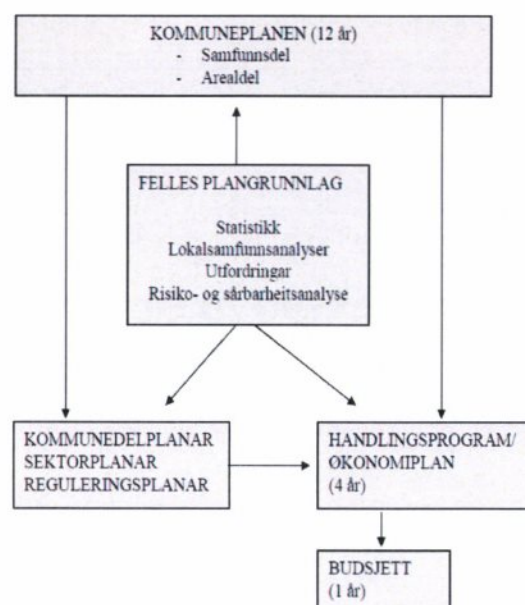 KOMMUNEPLANEN (12 år)
- Samfunnsdel
- Arealdel
FELLES PLANGRUNNLAG
Statistikk
Lokalsamfunnsanalyser
Utfordringar
Risiko- og sårbarheitsanalyse
KOMMUNEDELPLANAR
SEKTORPLANAR
REGULERINGSPLANAR
HANDLINGSPROGRAM/
ØKONOMIPLAN
(4 år)
BUDSJETT
(1 år)